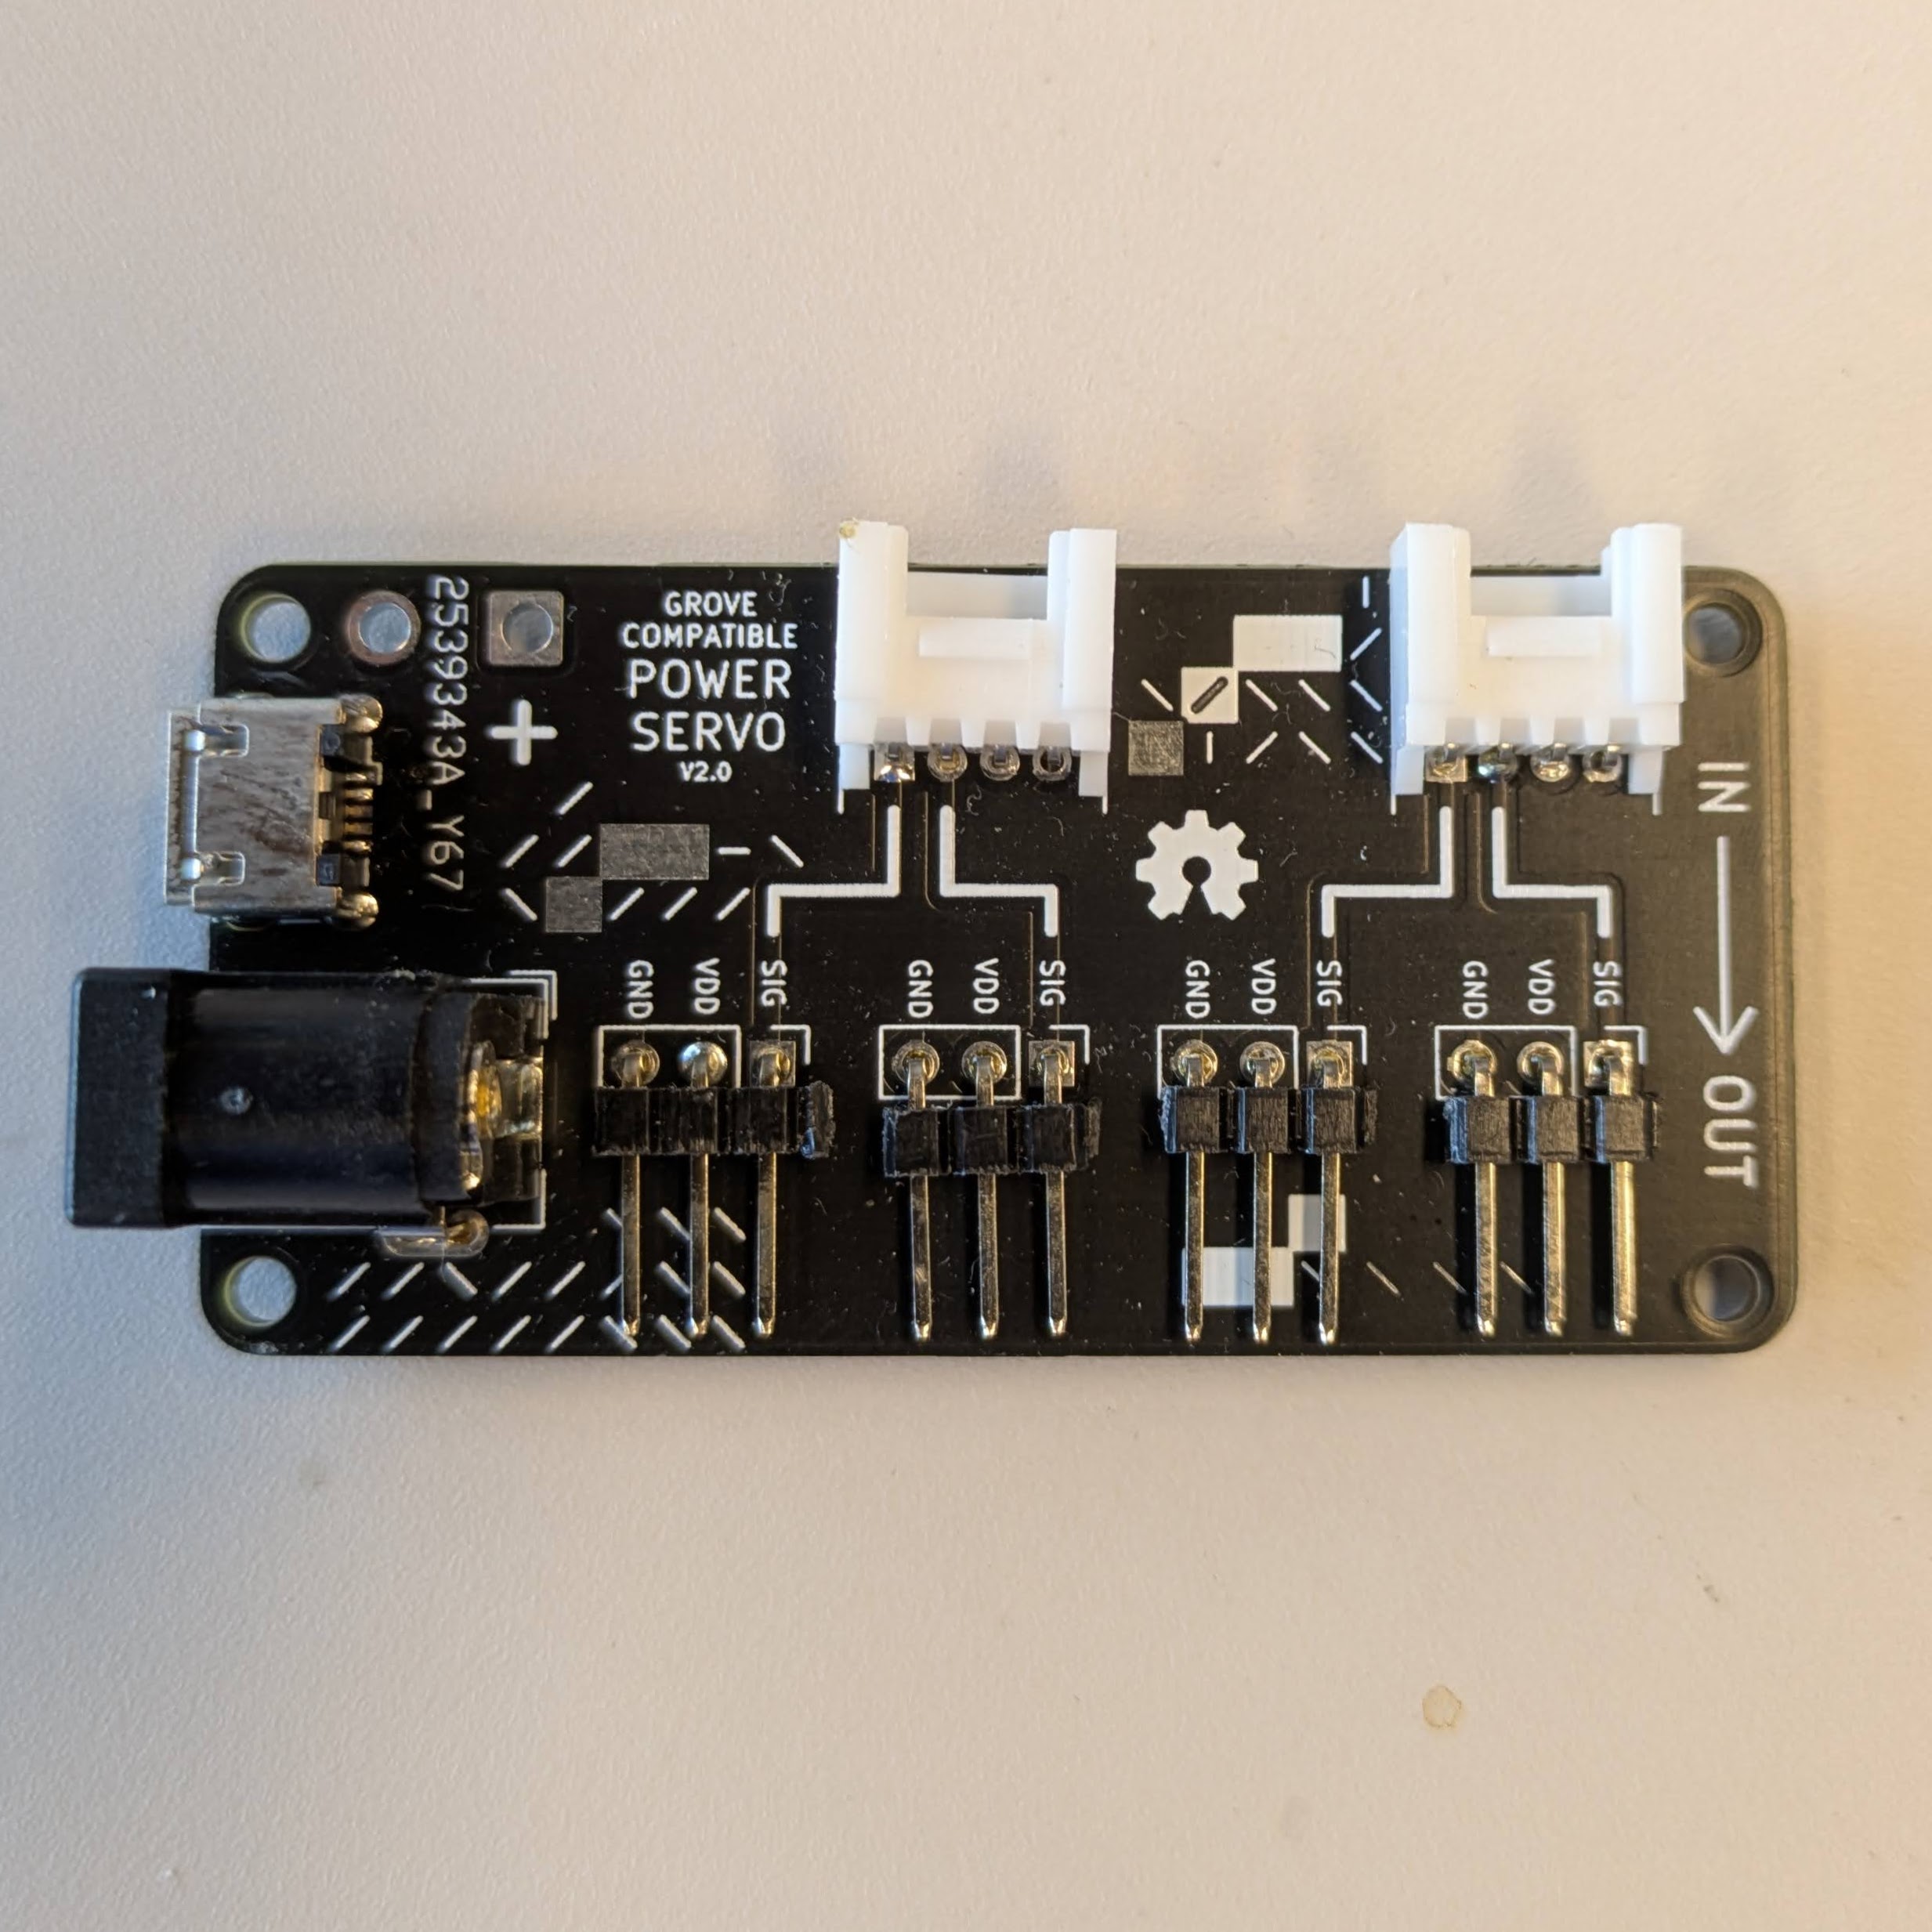 GROVE
COMPATIBLE
POWER
SERVO
V2.0
2539343A_Y67
+
IN
OUT
GND VDD SIG
GND VDD SIG
GND VDD SIG
GND VDD SIG